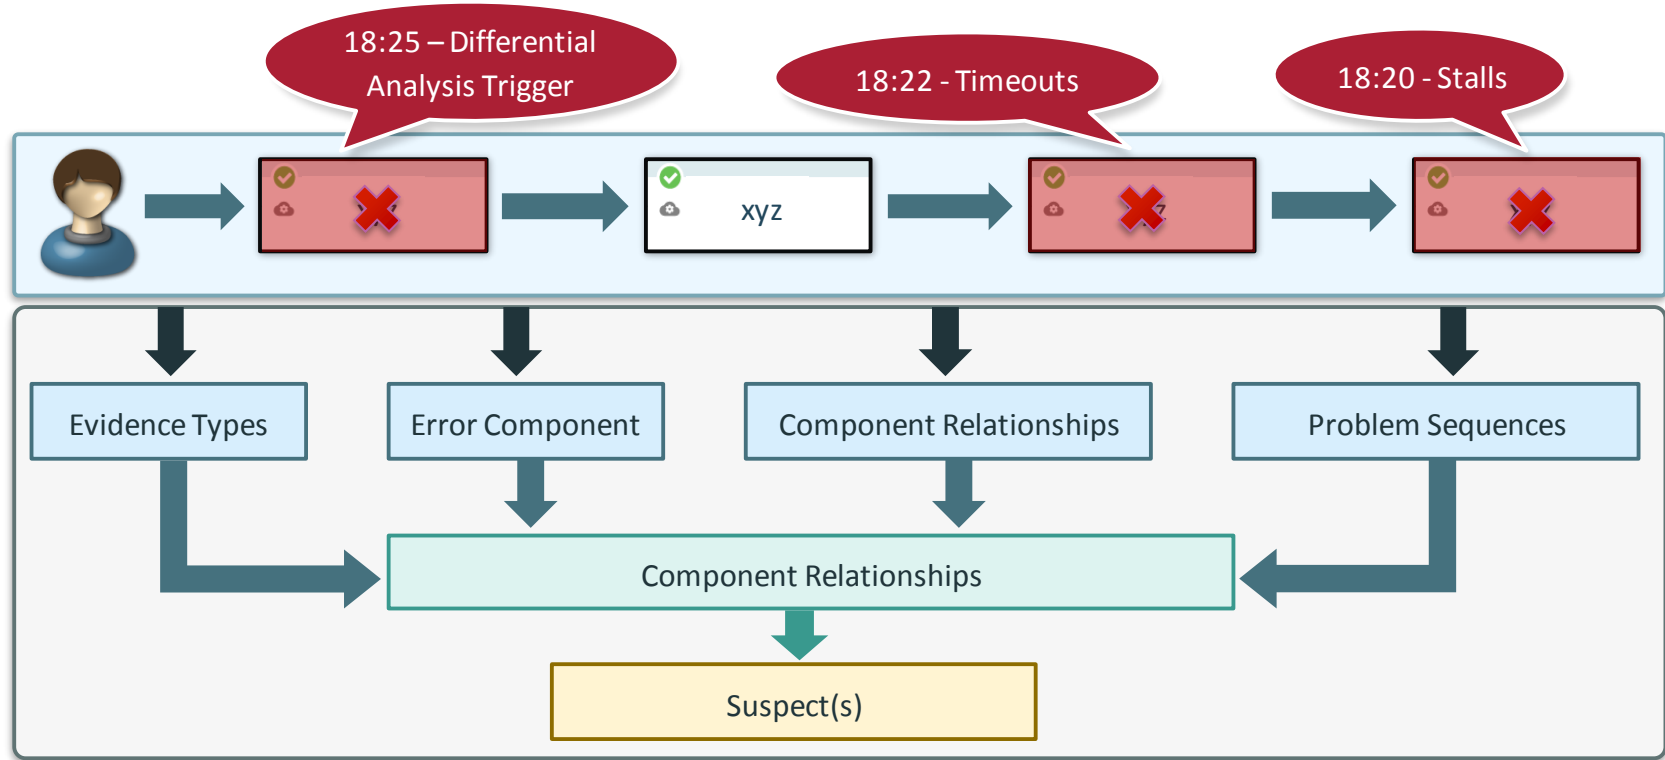 18:25 – Differential
Analysis Trigger
18:22 - Timeouts
18:20 - Stalls
xyz
Evidence Types
Error Component
Component Relationships
Problem Sequences
Component Relationships
Suspect(s)